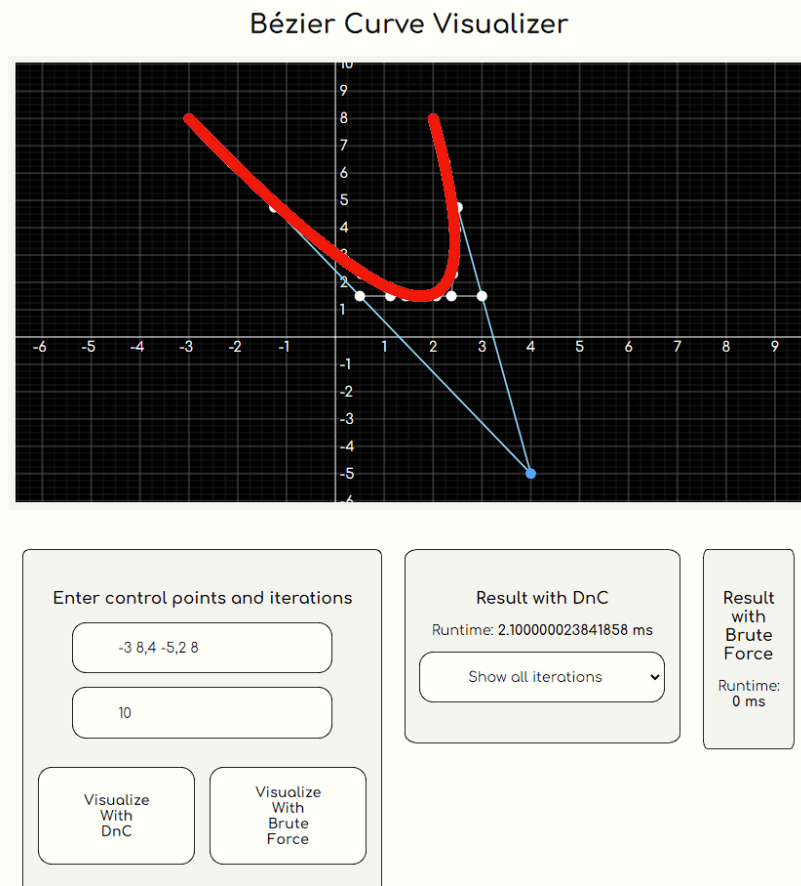 Bézier Curve Visualizer
10
9
8
7
6
5
4
3
2
1
-6 -5 -4 -3 -2 -1 1 2 3 4 5 6 7 8 9
-1
-2
-3
-4
-5
-6
Enter control points and iterations
-3 8,4 -5,2 8
10
Visualize
With
DnC
Visualize
With
Brute
Force
Result with DnC
Runtime: 2.100000023841858 ms
Show all iterations
Result
with
Brute
Force
Runtime:
0 ms